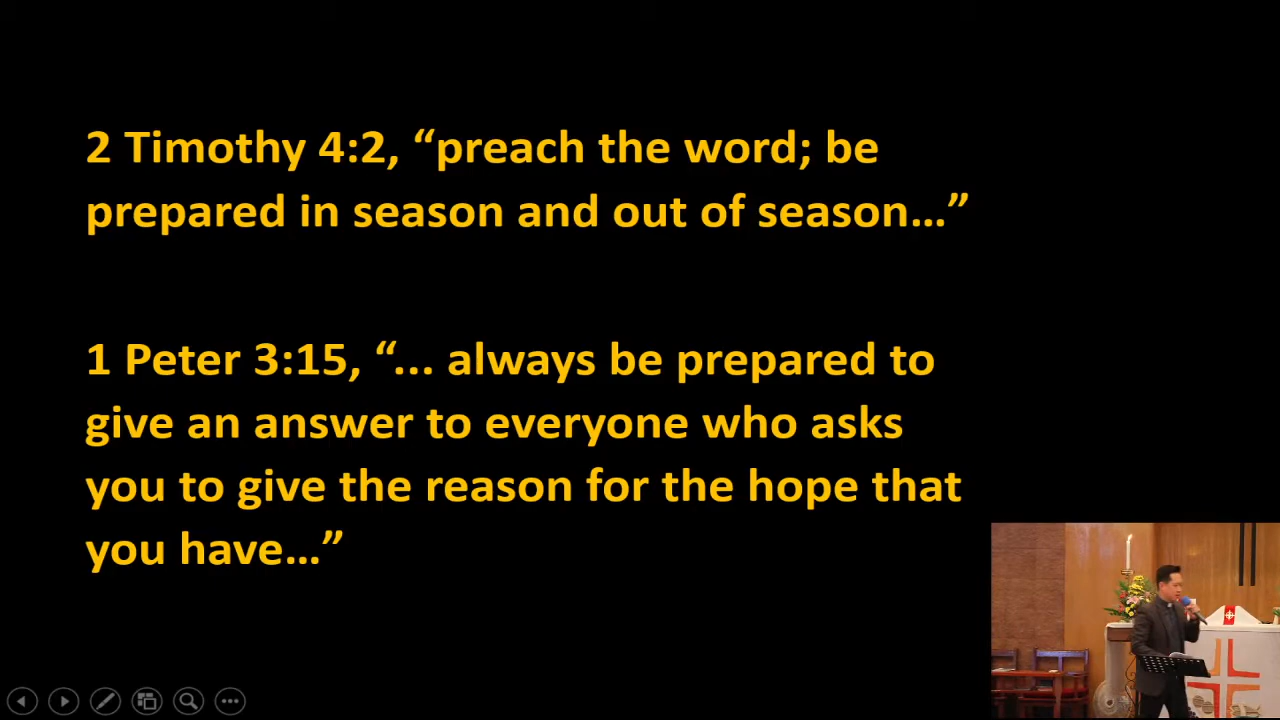 2 Timothy 4:2, “preach the word; be
prepared in season and out of season…”
1 Peter 3:15, “... always be prepared to
give an answer to everyone who asks
you to give the reason for the hope that
you have…”